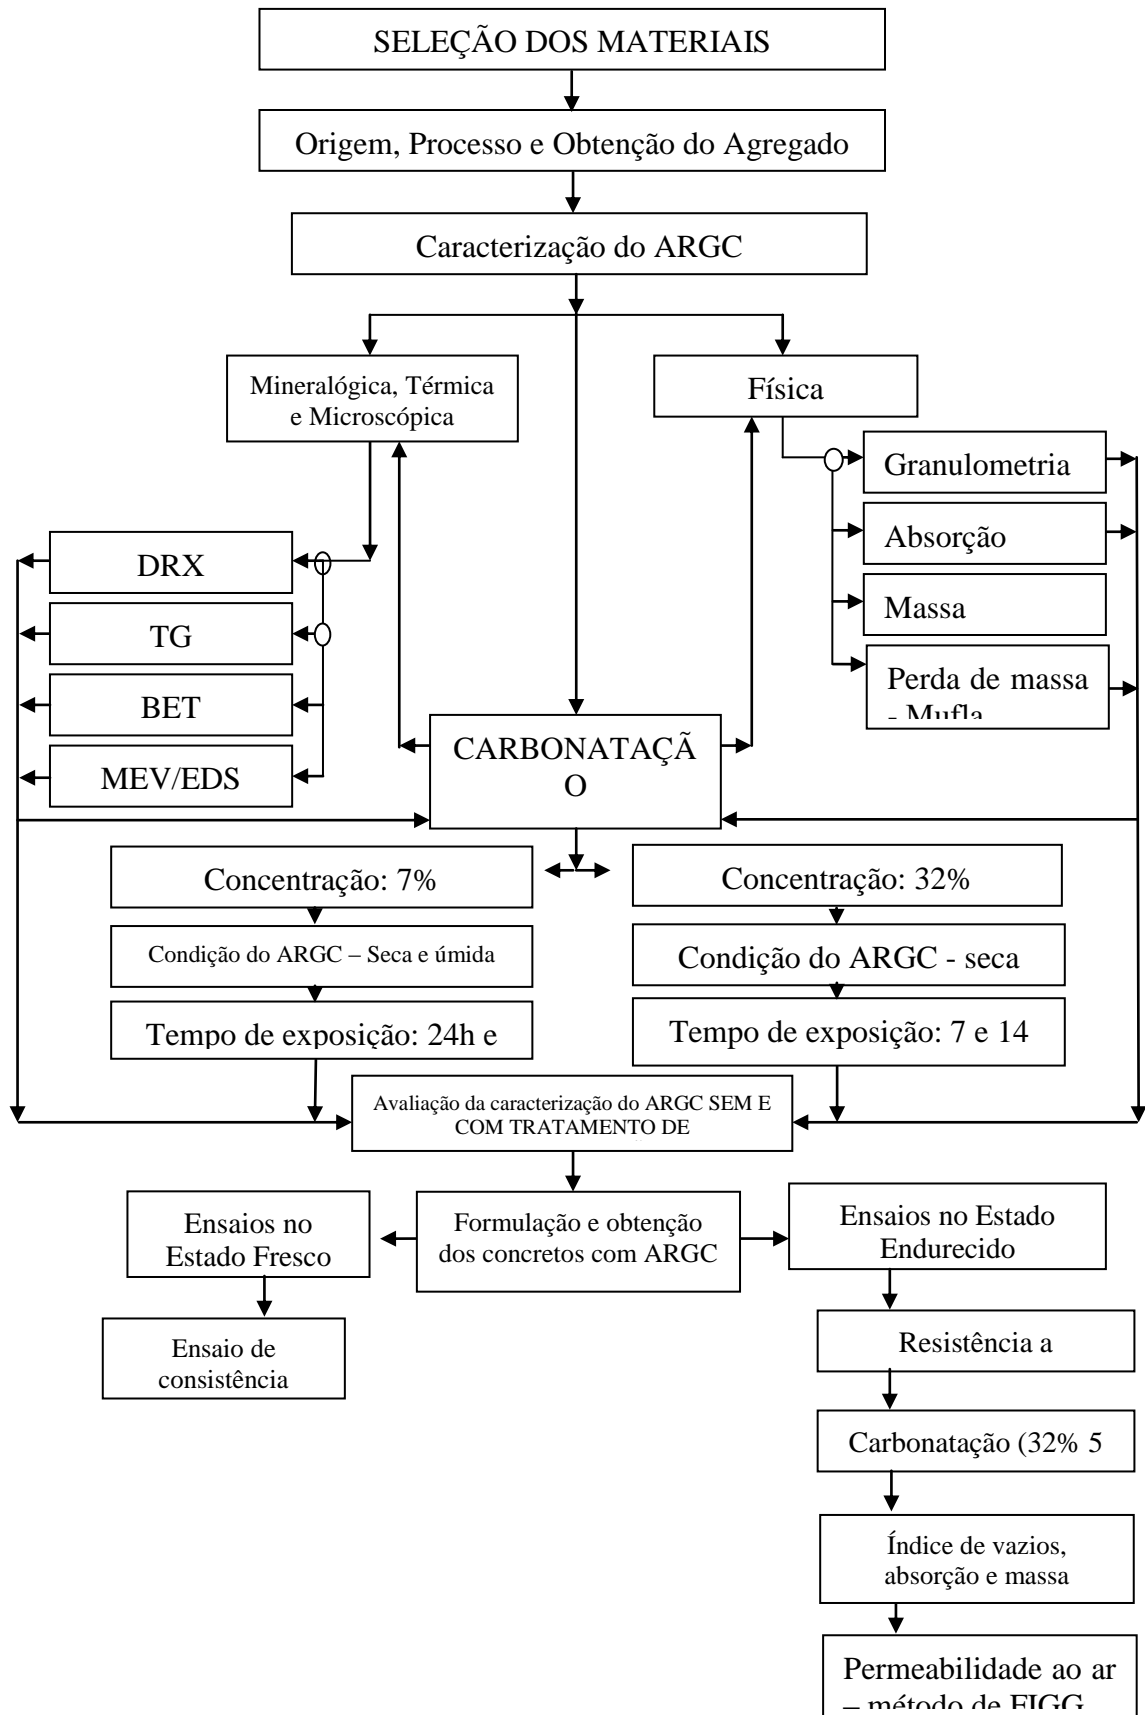 SELEÇÃO DOS MATERIAIS
Origem, Processo e Obtenção do Agregado
Caracterização do ARGC
Mineralógica, Térmica
e Microscópica
Física
Granulometria
Absorção
Massa
Perda de massa
- Mufla
DRX
TG
BET
MEV/EDS
CARBONATAÇÃ
O
Concentração: 7%
Condição do ARGC – Seca e úmida
Tempo de exposição: 24h e
Concentração: 32%
Condição do ARGC - seca
Tempo de exposição: 7 e 14
Avaliação da caracterização do ARGC SEM E
COM TRATAMENTO DE
Formulação e obtenção
dos concretos com ARGC
Ensaios no
Estado Fresco
Ensaio de
consistência
Ensaios no Estado
Endurecido
Resistência a
Carbonatação (32% 5
Índice de vazios,
absorção e massa
Permeabilidade ao ar
– método de FIGG